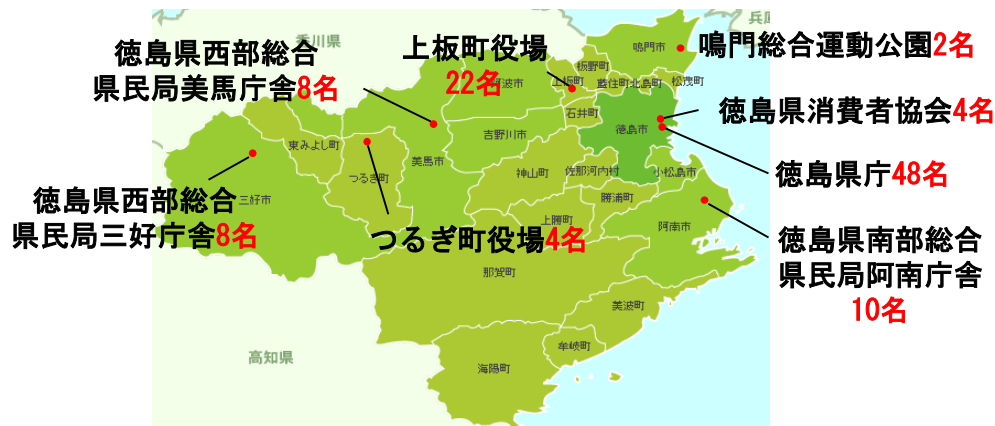 香川県
兵庫
徳島県西部総合
県民局美馬庁舎8名
上板町役場
22名
鳴門総合運動公園2名
徳島県消費者協会4名
徳島県庁48名
徳島県南部総合
県民局阿南庁舎
10名
つるぎ町役場4名
徳島県西部総合
県民局三好庁舎8名
鳴門市
板野町
上板町
藍住町
北島町
松茂町
石井町
徳島市
吉野川市
東みよし町
美馬市
つるぎ町
神山町
佐那河内村
小松島市
三好市
勝浦町
上勝町
阿南市
那賀町
美波町
牟岐町
海陽町
高知県